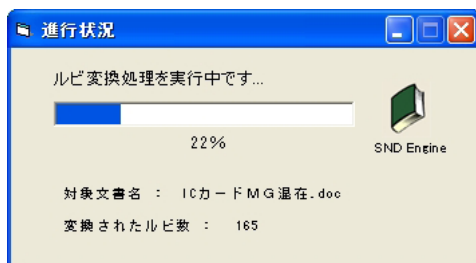 進行状況
ルビ変換処理を実行中です...
22%
SND Engine
対象文書名 : ICカードMG混在.doc
変換されたルビ数 : 165